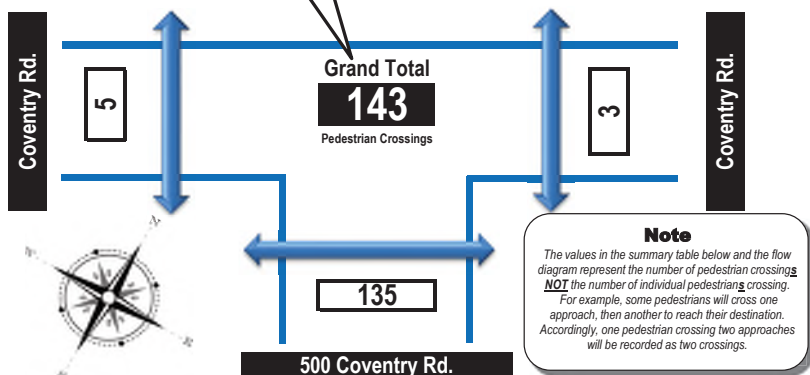 Grand Total
143
Pedestrian Crossings
Coventry Rd.
5
3
Coventry Rd.
135
500 Coventry Rd.
Note
The values in the summary table below and the flow
diagram represent the number of pedestrian crossings
NOT the number of individual pedestrians crossing.
For example, some pedestrians will cross one
approach, then another to reach their destination.
Accordingly, one pedestrian crossing two approaches
will be recorded as two crossings.